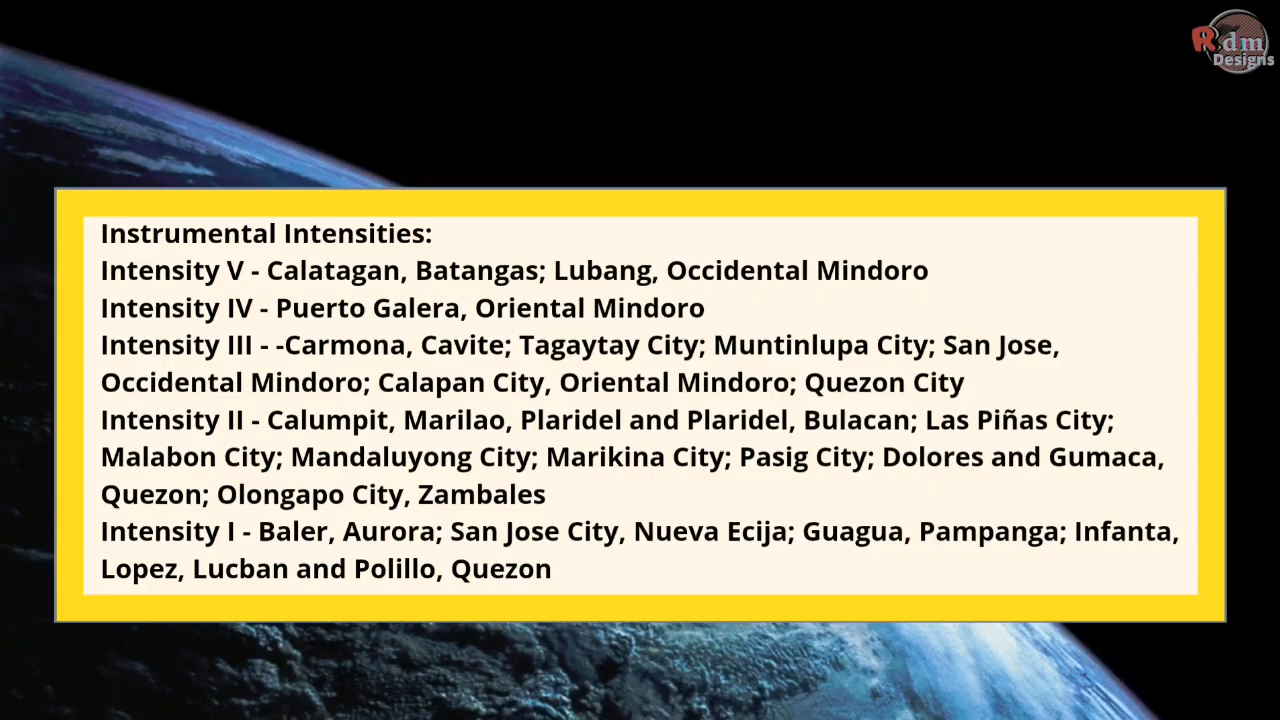 Rdm
Designs
Instrumental Intensities:
Intensity V - Calatagan, Batangas; Lubang, Occidental Mindoro
Intensity IV - Puerto Galera, Oriental Mindoro
Intensity III - -Carmona, Cavite; Tagaytay City; Muntinlupa City; San Jose,
Occidental Mindoro; Calapan City, Oriental Mindoro; Quezon City
Intensity II - Calumpit, Marilao, Plaridel and Plaridel, Bulacan; Las Piñas City;
Malabon City; Mandaluyong City; Marikina City; Pasig City; Dolores and Gumaca,
Quezon; Olongapo City, Zambales
Intensity I - Baler, Aurora; San Jose City, Nueva Ecija; Guagua, Pampanga; Infanta,
Lopez, Lucban and Polillo, Quezon